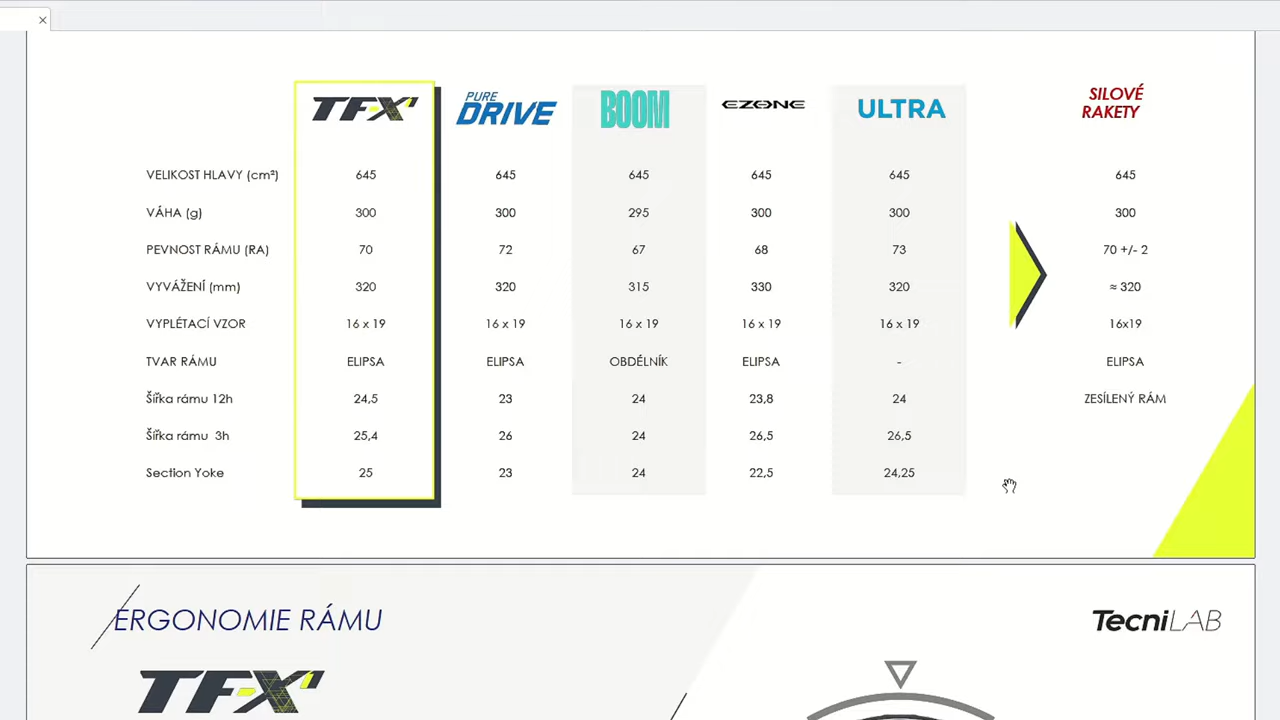 TF-X1 PURE DRIVE BOOM EZONE ULTRA SILOVÉ RAKETY
VELIKOST HLAVY (cm²) 645 645 645 645 645 645
VÁHA (g) 300 300 295 300 300 300
PEVNOST RÁMU (RA) 70 72 67 68 73 70 +/- 2
VYVÁŽENÍ (mm) 320 320 315 330 320 ≈ 320
VYPLÉTACÍ VZOR 16 x 19 16 x 19 16 x 19 16 x 19 16 x 19 16x19
TVAR RÁMU ELIPSA ELIPSA OBDÉLNÍK ELIPSA - ELIPSA
Šířka rámu 12h 24,5 23 24 23,8 24 ZESÍLENÝ RÁM
Šířka rámu 3h 25,4 26 24 26,5 26,5
Section Yoke 25 23 24 22,5 24,25
ERGONOMIE RÁMU TecniLAB
TF-X1